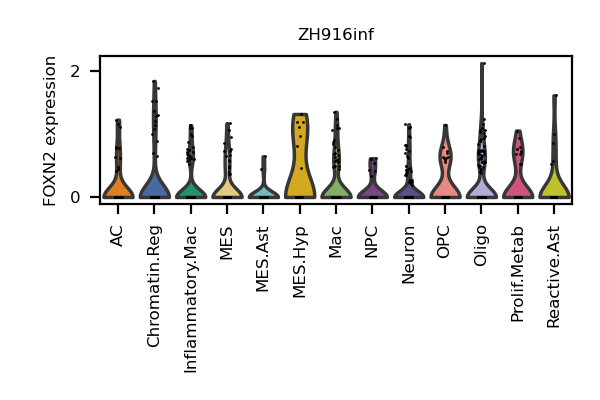 ZH916inf
FOXN2 expression
2
0
AC
Chromatin.Reg
Inflammatory.Mac
MES
MES.Ast
MES.Hyp
Mac
NPC
Neuron
OPC
Oligo
Prolif.Metab
Reactive.Ast